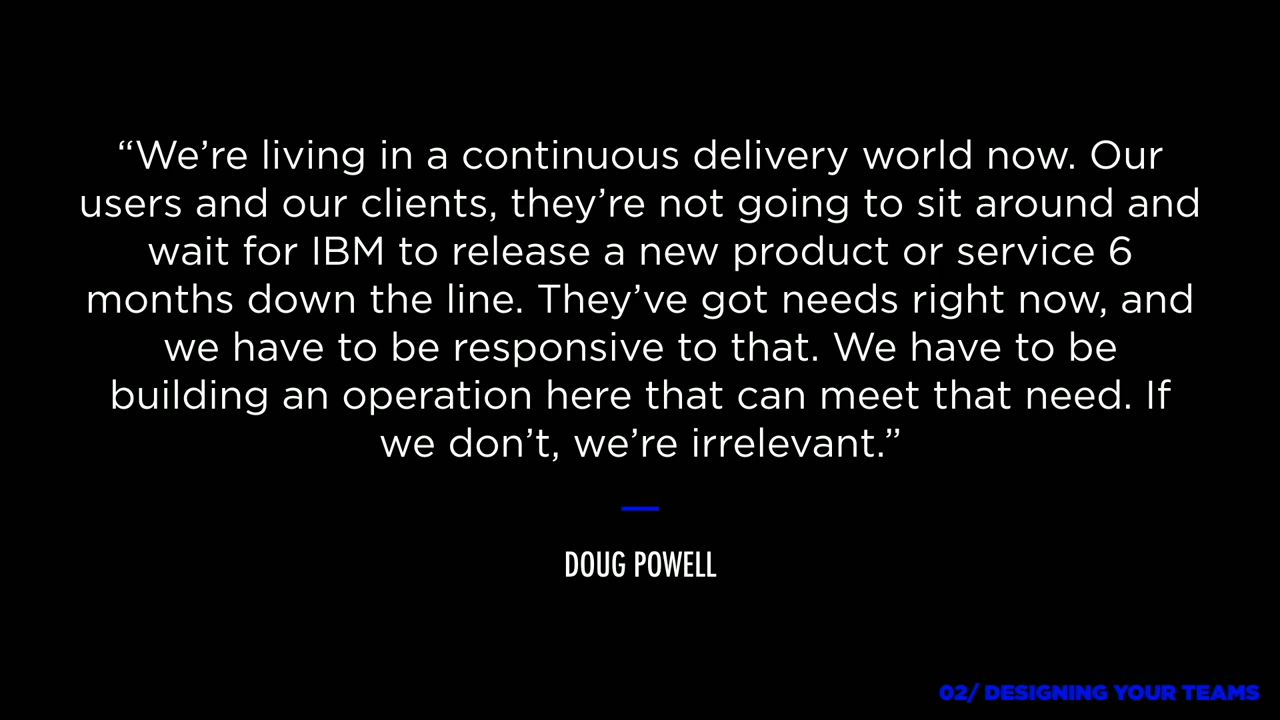 “We’re living in a continuous delivery world now. Our
users and our clients, they’re not going to sit around and
wait for IBM to release a new product or service 6
months down the line. They’ve got needs right now, and
we have to be responsive to that. We have to be
building an operation here that can meet that need. If
we don’t, we’re irrelevant.”
DOUG POWELL
02/ DESIGNING YOUR TEAMS